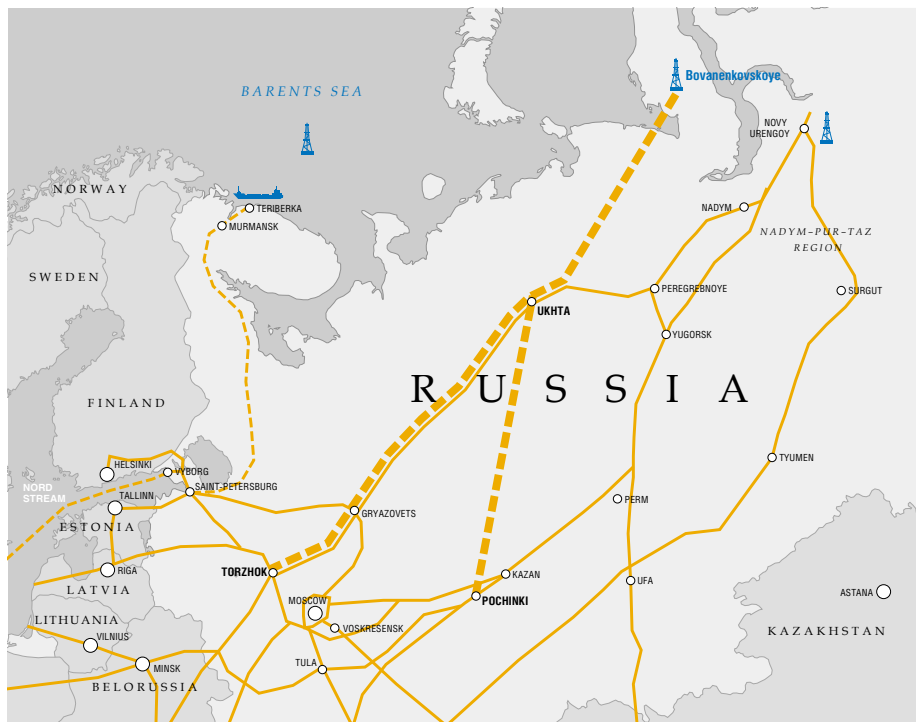 Bovanenkovskoye
BARENTS SEA
NOVY
URENGOY
NORWAY
TERIBERKA
NADYM
MURMANSK
NADYM–PUR–TAZ
REGION
SWEDEN
PEREGREBNOYE
SURGUT
UKHTA
YUGORSK
RUSSIA
FINLAND
HELSINKI
VYBORG
TYUMEN
SAINT-PETERSBURG
NORD
STREAM
TALLINN
PERM
GRYAZOVETS
ESTONIA
RIGA
TORZHOK
KAZAN
UFA
LATVIA
MOSCOW
POCHINKI
ASTANA
LITHUANIA
VOSKRESENSK
KAZAKHSTAN
VILNIUS
TULA
MINSK
BELORUSSIA